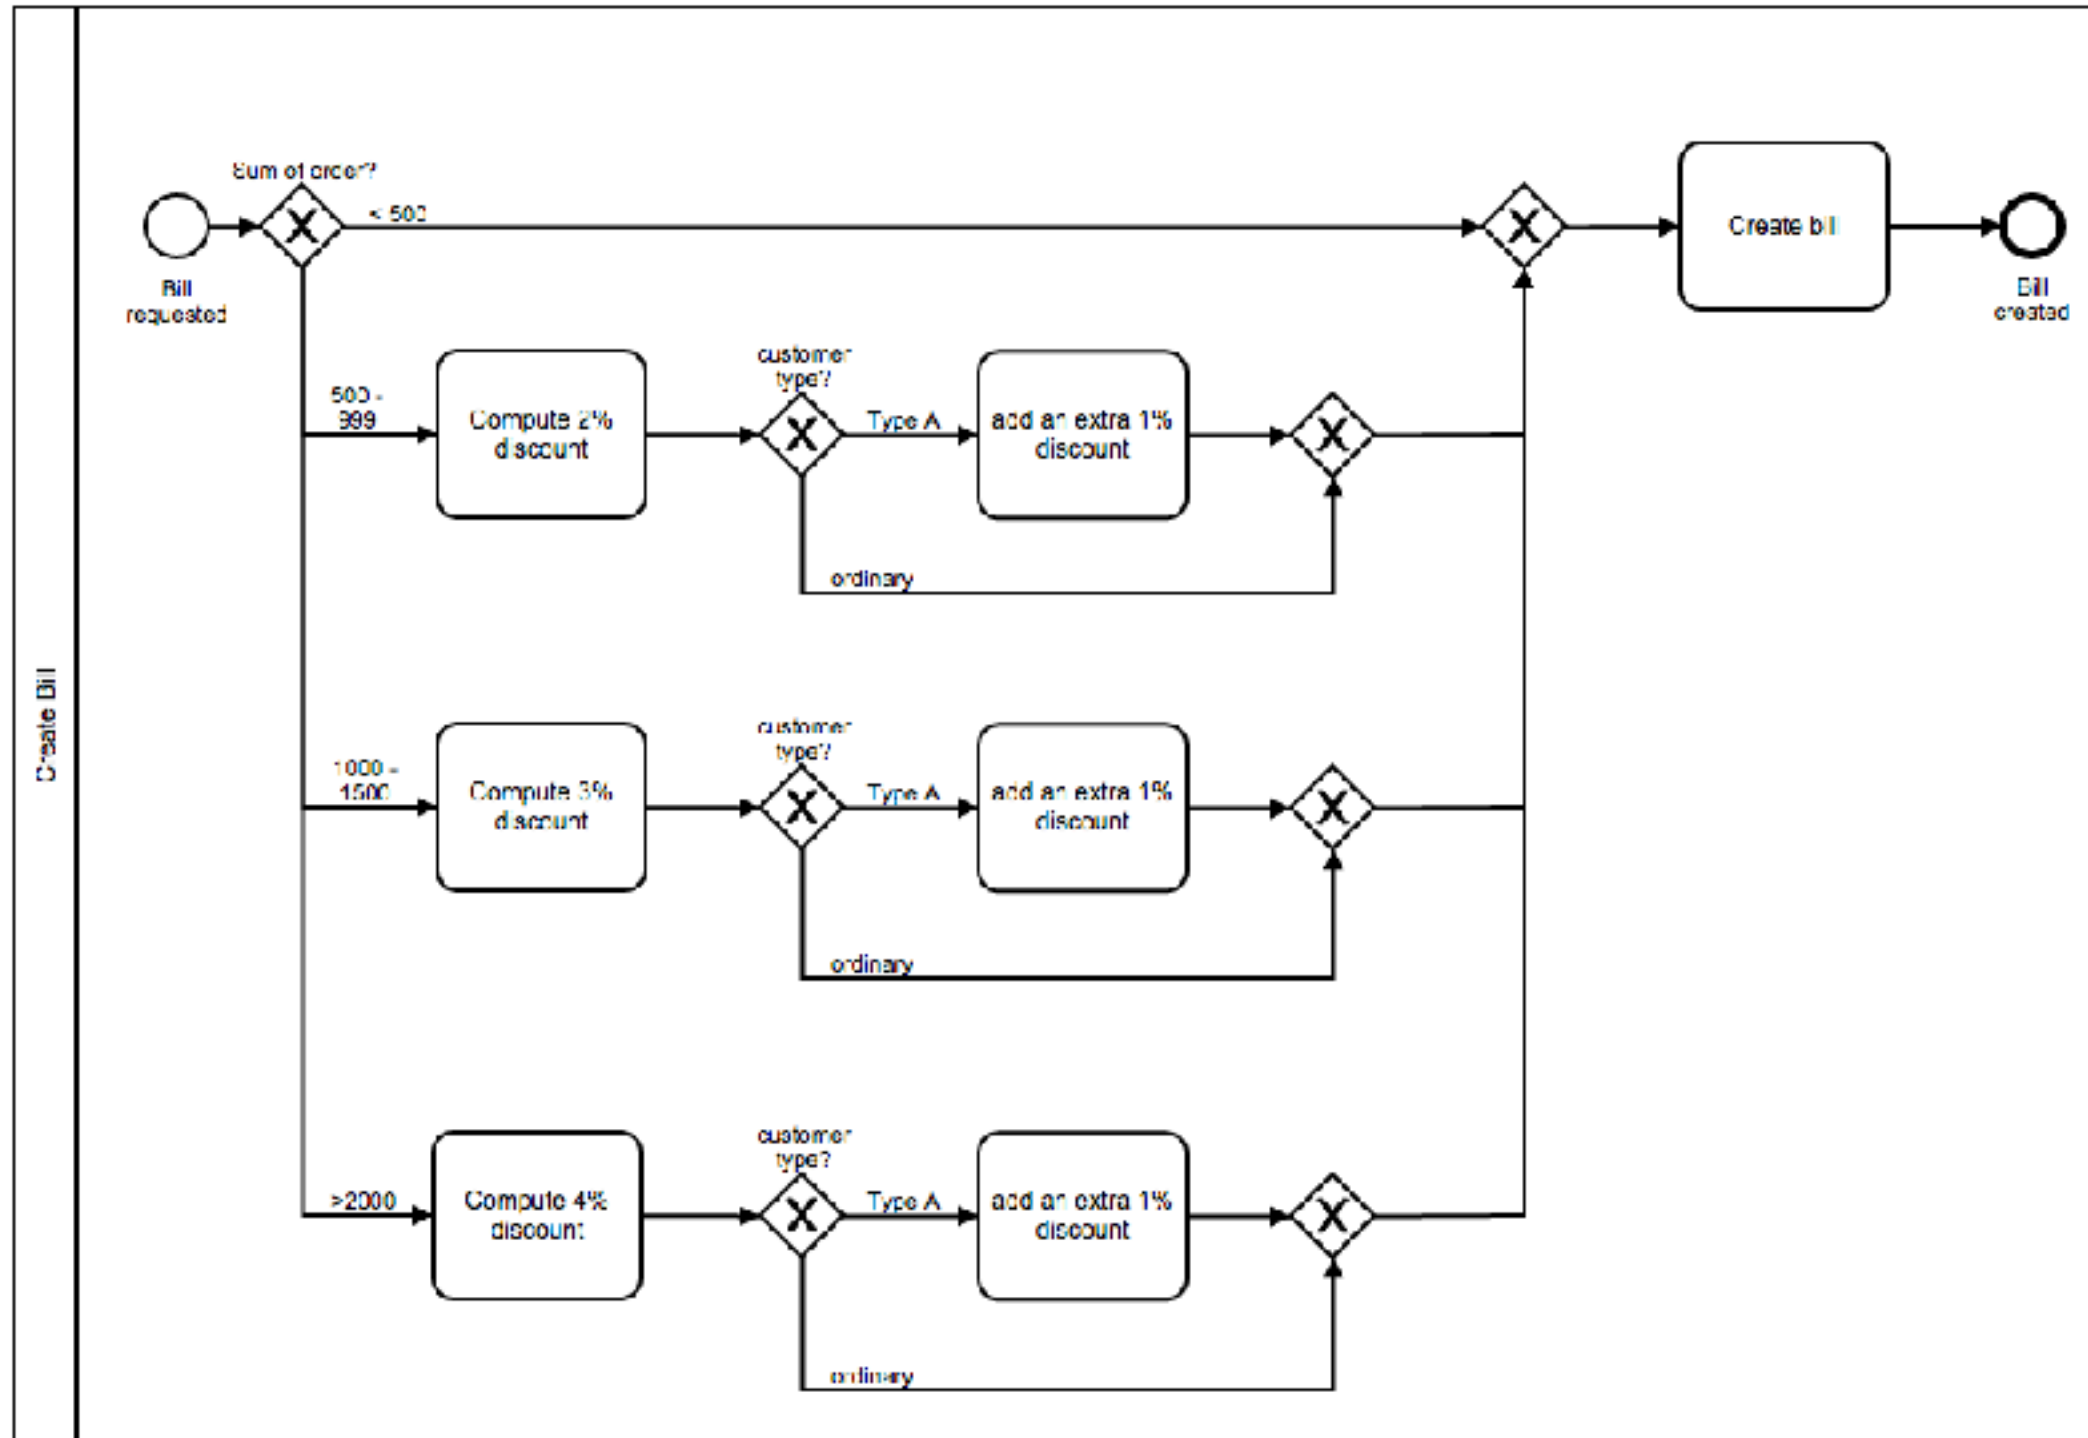 Create Bill
Sum of order?
< 500
Bill
requested
Create bill
Bill
created
500 -
999
Compute 2%
discount
customer
type?
Type A
add an extra 1%
discount
ordinary
1000 -
1500
Compute 3%
discount
customer
type?
Type A
add an extra 1%
discount
ordinary
>2000
Compute 4%
discount
customer
type?
Type A
add an extra 1%
discount
ordinary